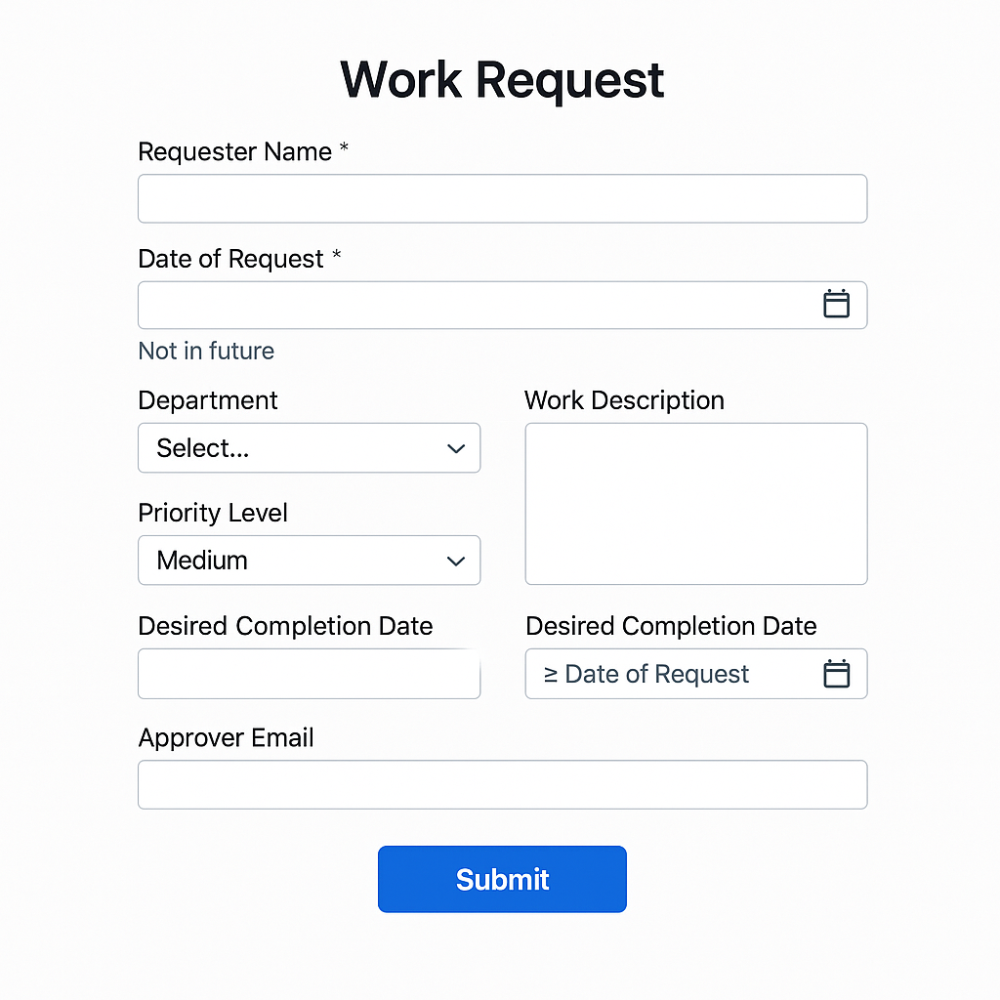 Work Request
Requester Name *
Date of Request *
Not in future
Department
Select...
Work Description
Priority Level
Medium
Desired Completion Date
Desired Completion Date
≥ Date of Request
Approver Email
Submit